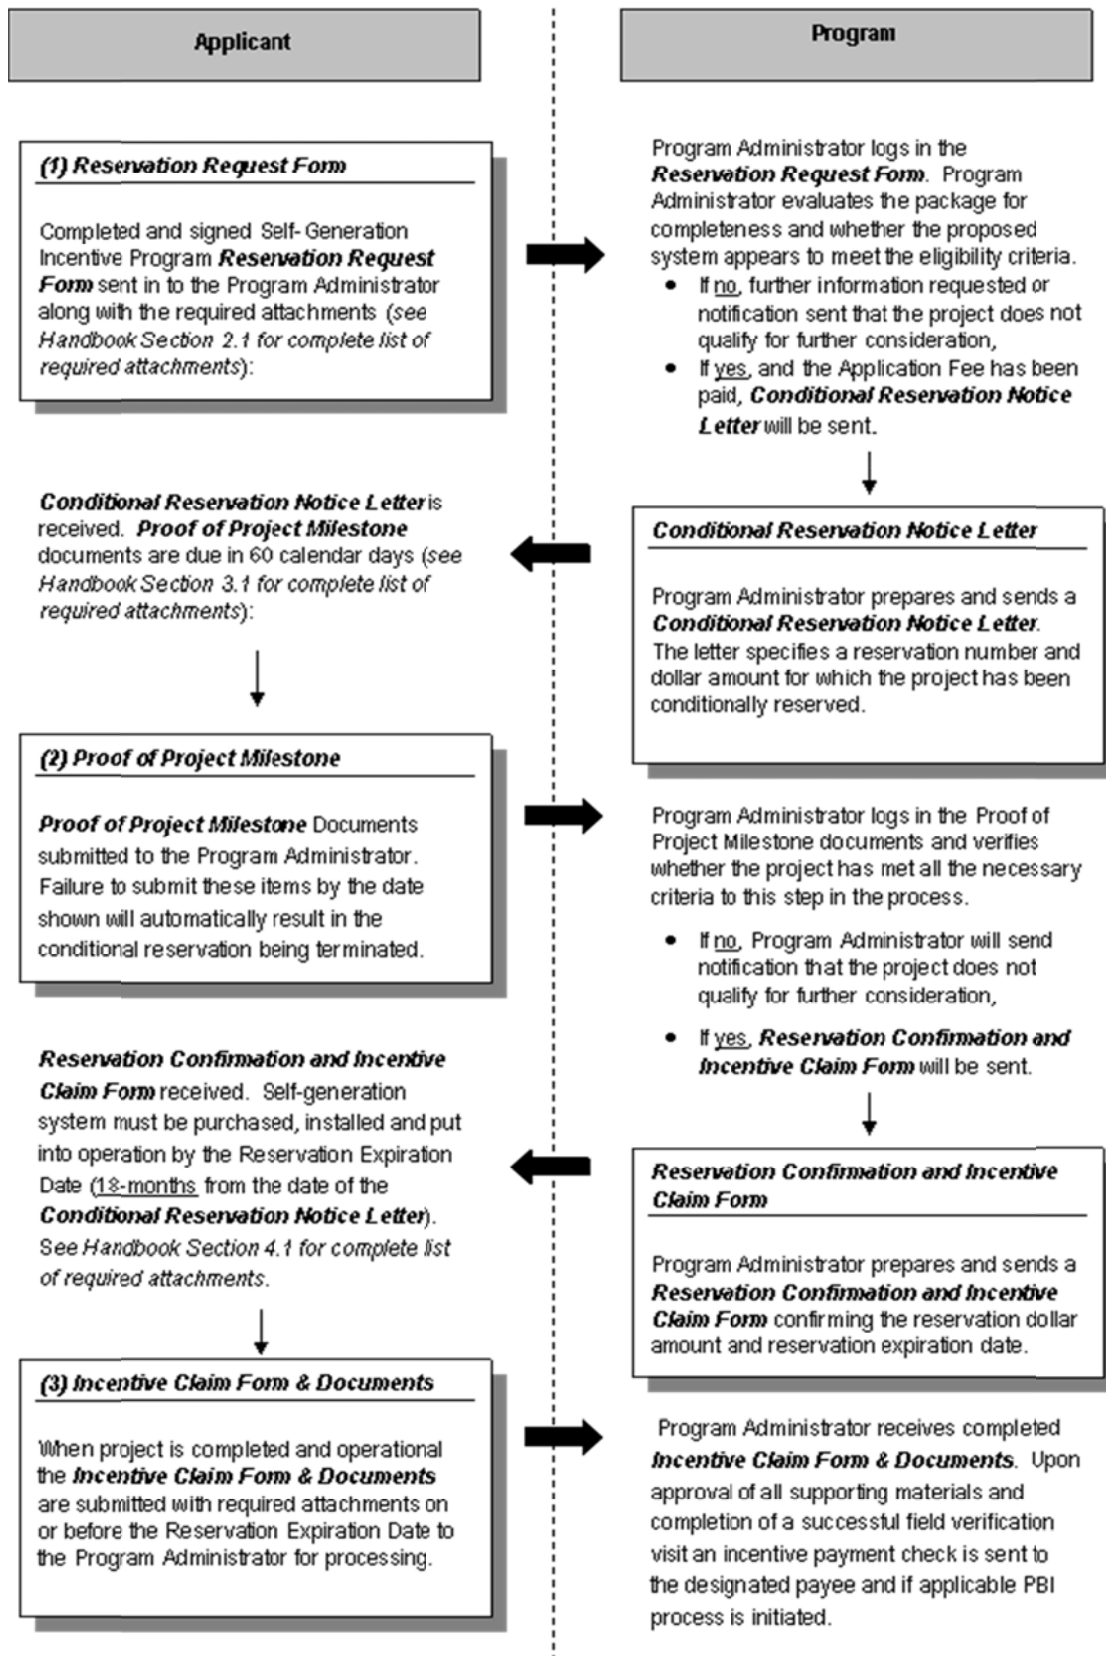 Applicant
Program
(1) Reservation Request Form
Completed and signed Self-Generation
Incentive Program Reservation Request
Form sent in to the Program Administrator
along with the required attachments (see
Handbook Section 2.1 for complete list of
required attachments):
Program Administrator logs in the
Reservation Request Form. Program
Administrator evaluates the package for
completeness and whether the proposed
system appears to meet the eligibility criteria.
• If no, further information requested or
notification sent that the project does not
qualify for further consideration,
• If yes, and the Application Fee has been
paid, Conditional Reservation Notice
Letter will be sent.
Conditional Reservation Notice Letter is
received. Proof of Project Milestone
documents are due in 60 calendar days (see
Handbook Section 3.1 for complete list of
required attachments):
Conditional Reservation Notice Letter
Program Administrator prepares and sends a
Conditional Reservation Notice Letter.
The letter specifies a reservation number and
dollar amount for which the project has been
conditionally reserved.
(2) Proof of Project Milestone
Proof of Project Milestone Documents
submitted to the Program Administrator.
Failure to submit these items by the date
shown will automatically result in the
conditional reservation being terminated.
Program Administrator logs in the Proof of
Project Milestone documents and verifies
whether the project has met all the necessary
criteria to this step in the process.
• If no, Program Administrator will send
notification that the project does not
qualify for further consideration,
• If yes, Reservation Confirmation and
Incentive Claim Form will be sent.
Reservation Confirmation and Incentive
Claim Form received. Self-generation
system must be purchased, installed and put
into operation by the Reservation Expiration
Date (18-months from the date of the
Conditional Reservation Notice Letter).
See Handbook Section 4.1 for complete list
of required attachments.
Reservation Confirmation and Incentive
Claim Form
Program Administrator prepares and sends a
Reservation Confirmation and Incentive
Claim Form confirming the reservation dollar
amount and reservation expiration date.
(3) Incentive Claim Form & Documents
When project is completed and operational
the Incentive Claim Form & Documents
are submitted with required attachments on
or before the Reservation Expiration Date to
the Program Administrator for processing.
Program Administrator receives completed
Incentive Claim Form & Documents. Upon
approval of all supporting materials and
completion of a successful field verification
visit an incentive payment check is sent to
the designated payee and if applicable PBI
process is initiated.